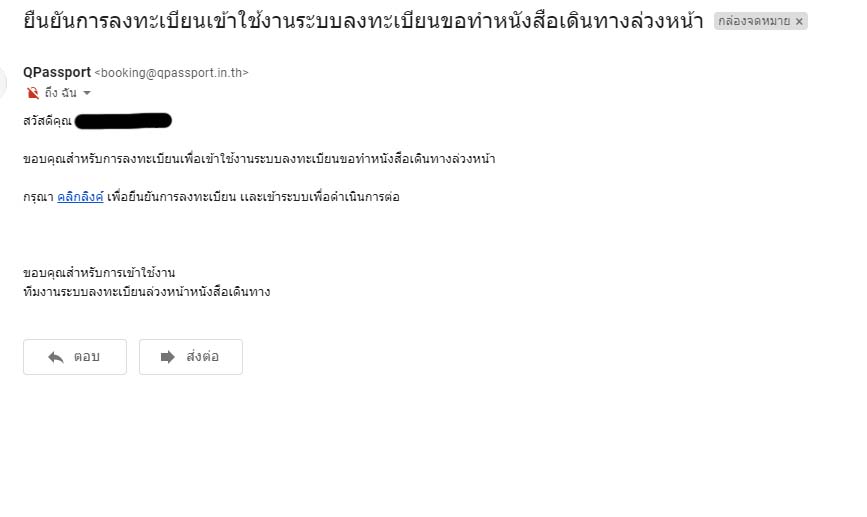 ยืนยันการลงทะเบียนเข้าใช้งานระบบลงทะเบียนขอทำหนังสือเดินทางล่วงหน้า กล่องจดหมาย ×
QPassport <booking@qpassport.in.th>
ถึง ฉัน
สวัสดีคุณ
ขอบคุณสำหรับการลงทะเบียนเพื่อเข้าใช้งานระบบลงทะเบียนขอทำหนังสือเดินทางล่วงหน้า
กรุณา คลิกลิงค์ เพื่อยืนยันการลงทะเบียน และเข้าระบบเพื่อดำเนินการต่อ
ขอบคุณสำหรับการเข้าใช้งาน
ทีมงานระบบลงทะเบียนล่วงหน้าหนังสือเดินทาง
ตอบ ส่งต่อ